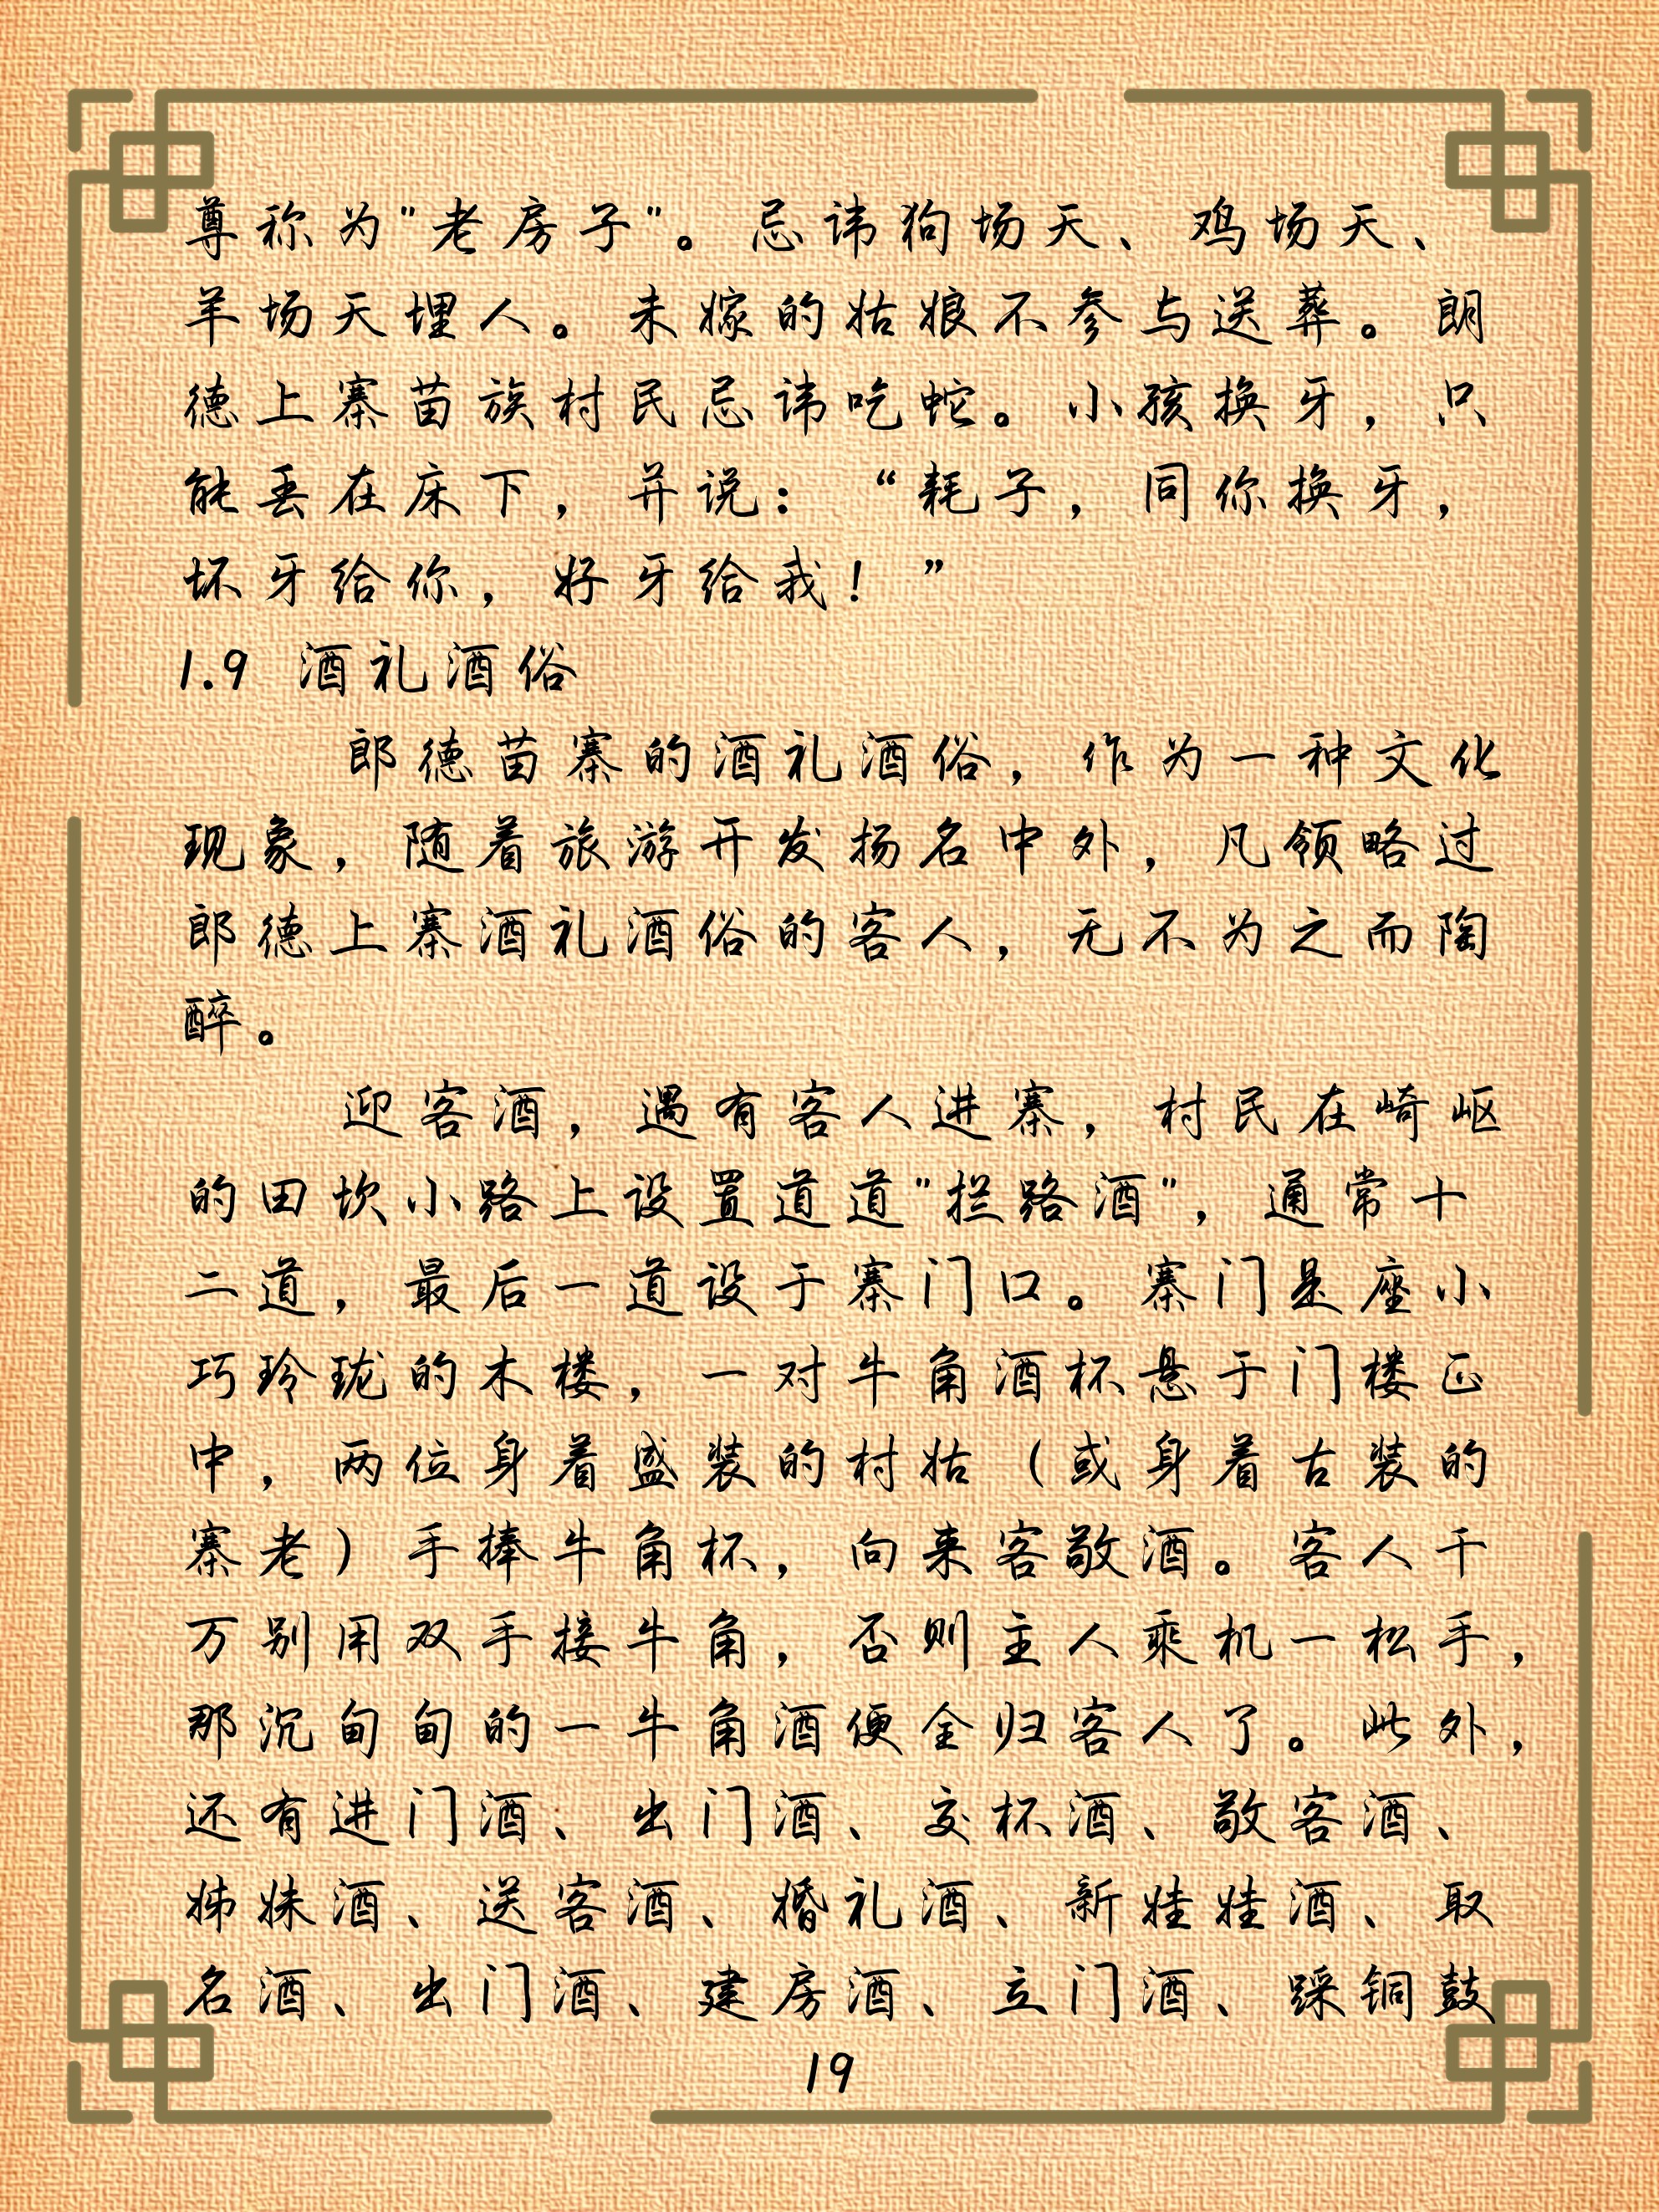 尊称为"老房子"。忌讳狗场天、鸡场天、
羊场天埋人。未嫁的姑娘不参与送葬。朗
德上寨苗族村民忌讳吃蛇。小孩换牙，只
能丢在床下，并说：“耗子，同你换牙，
坏牙给你，好牙给我！”
1.9 酒礼酒俗
郎德苗寨的酒礼酒俗，作为一种文化
现象，随着旅游开发扬名中外，凡领略过
郎德上寨酒礼酒俗的客人，无不为之而陶
醉。
迎客酒，遇有客人进寨，村民在崎岖
的田坎小路上设置道道"拦路酒"，通常十
二道，最后一道设于寨门口。寨门是座小
巧玲珑的木楼，一对牛角酒杯悬于门楼正
中，两位身着盛装的村姑（或身着古装的
寨老）手捧牛角杯，向来客敬酒。客人千
万别用双手接牛角，否则主人乘机一松手，
那沉甸甸的一牛角酒便全归客人了。此外，
还有进门酒、出门酒、交杯酒、敬客酒、
姊妹酒、送客酒、婚礼酒、新娃娃酒、取
名酒、出门酒、建房酒、立门酒、踩铜鼓
19